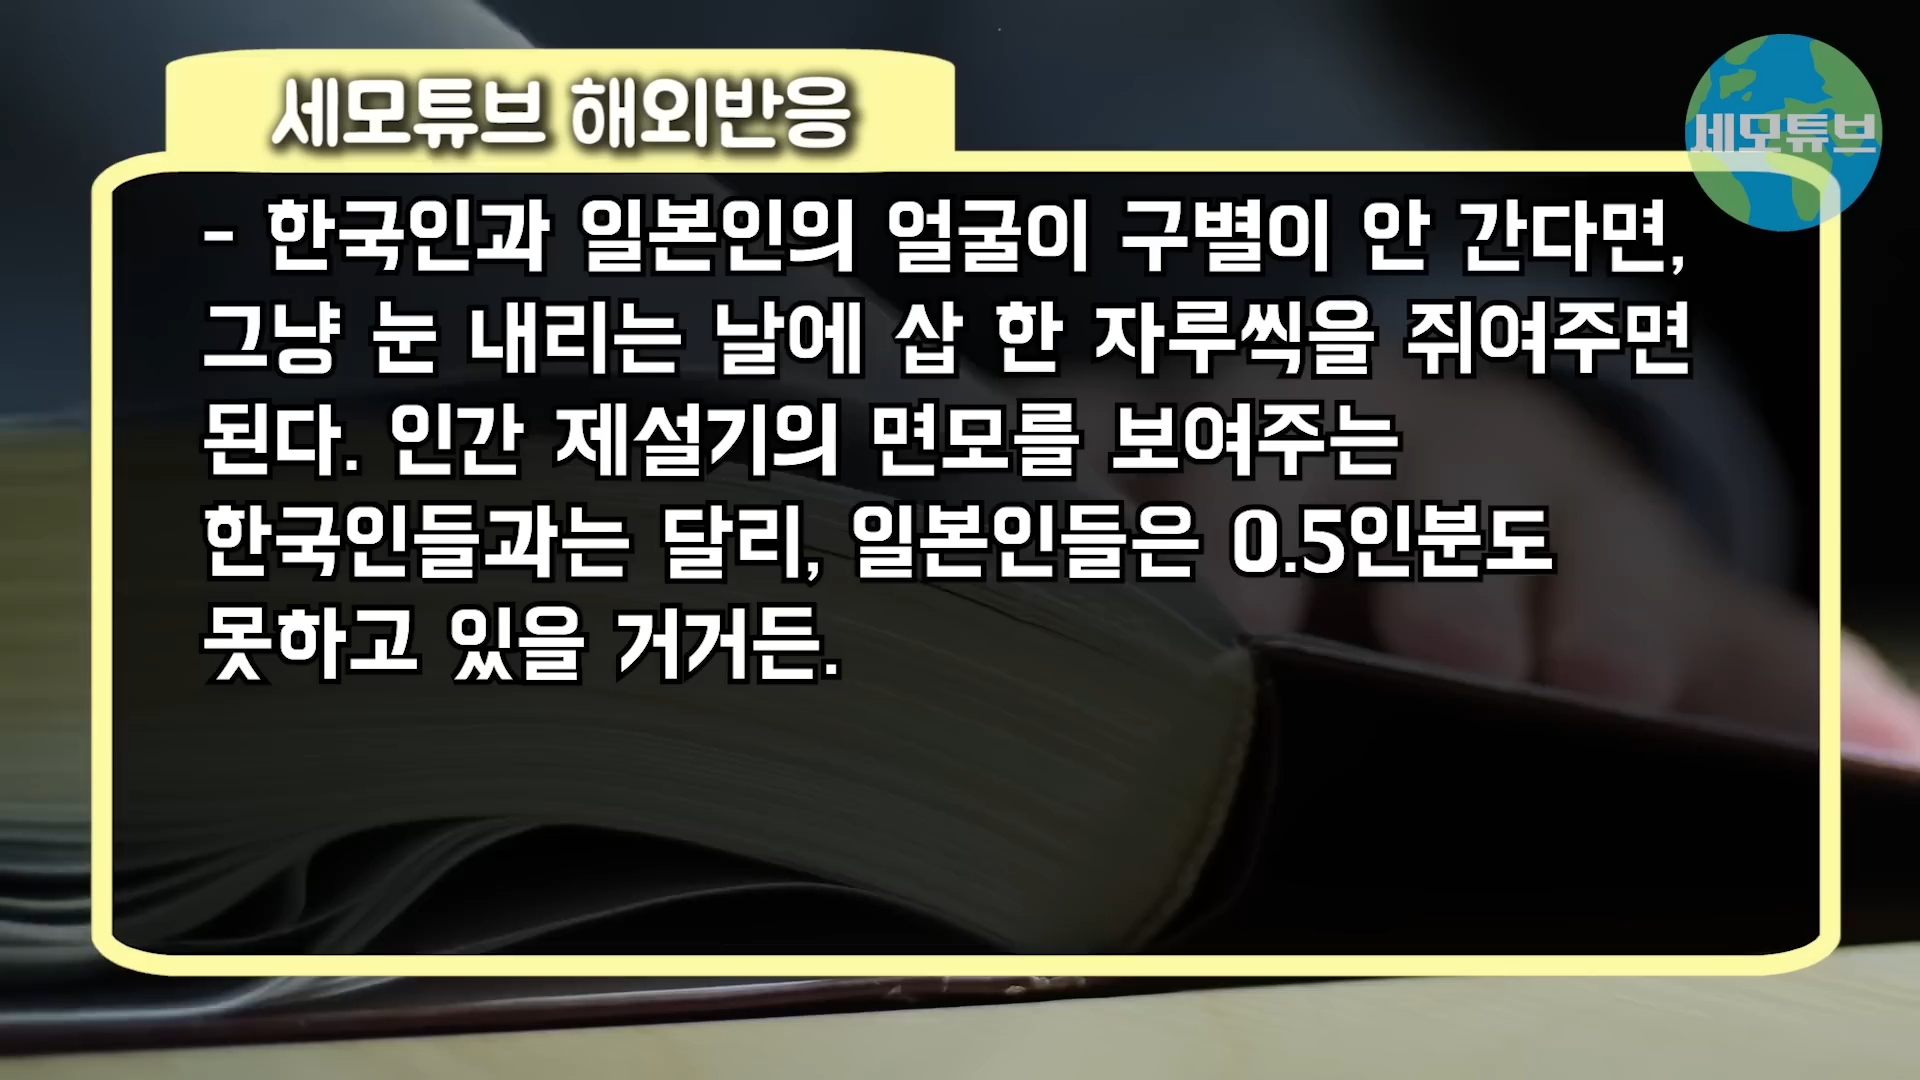 세모튜브 해외반응
세모튜브
- 한국인과 일본인의 얼굴이 구별이 안 간다면,
그냥 눈 내리는 날에 삽 한 자루씩을 쥐여주면
된다. 인간 제설기의 면모를 보여주는
한국인들과는 달리, 일본인들은 0.5인분도
못하고 있을 거거든.